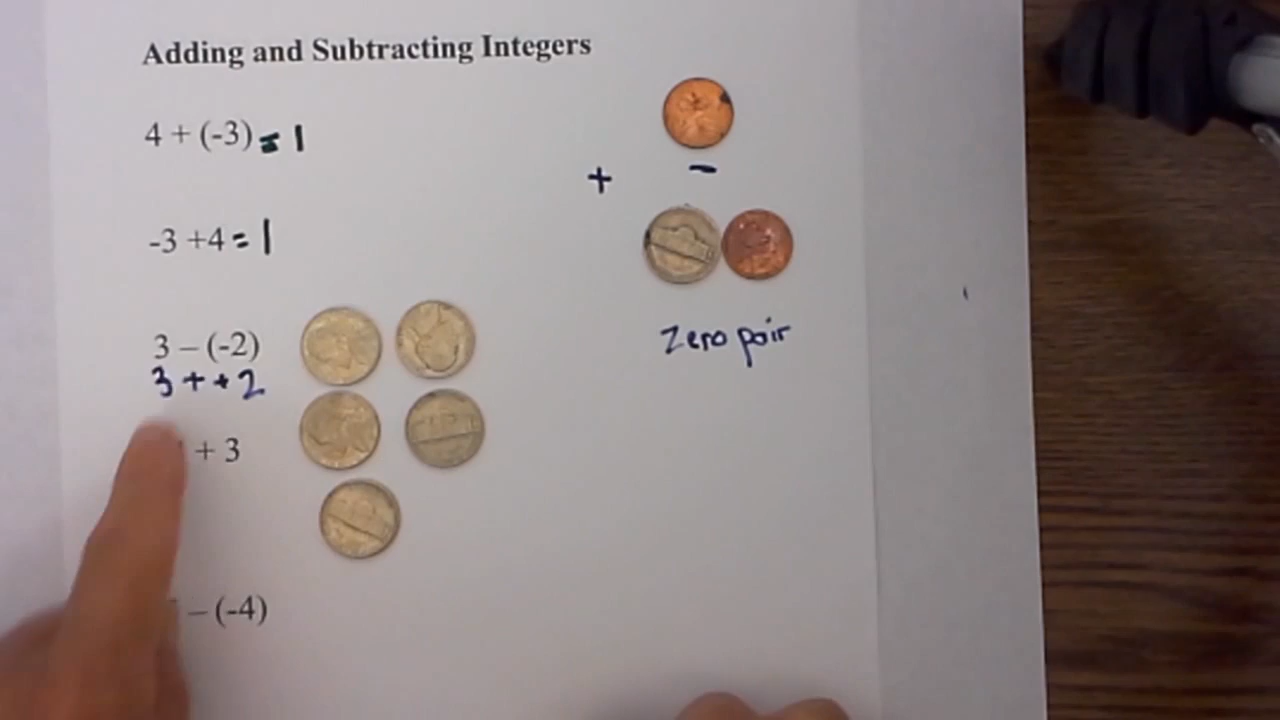 Adding and Subtracting Integers
4 + (-3) = 1
+ -
-3 +4 = 1
zero pair
3 – (-2)
3 + +2
+ 3
– (-4)